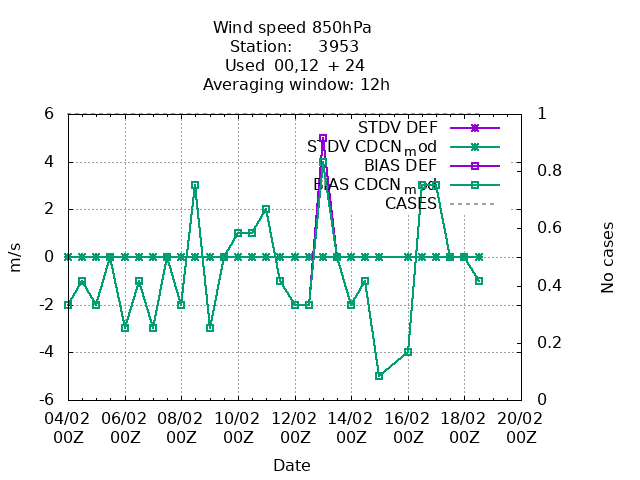 Wind speed 850hPa
Station: 3953
Used 00,12 + 24
Averaging window: 12h
STDV DEF
STDV CDCNmod
BIAS DEF
BIAS CDCNmod
CASES
6
4
2
0
-2
-4
-6
1
0.8
0.6
0.4
0.2
0
m/s
No cases
04/02 06/02 08/02 10/02 12/02 14/02 16/02 18/02 20/02
00Z 00Z 00Z 00Z 00Z 00Z 00Z 00Z 00Z
Date